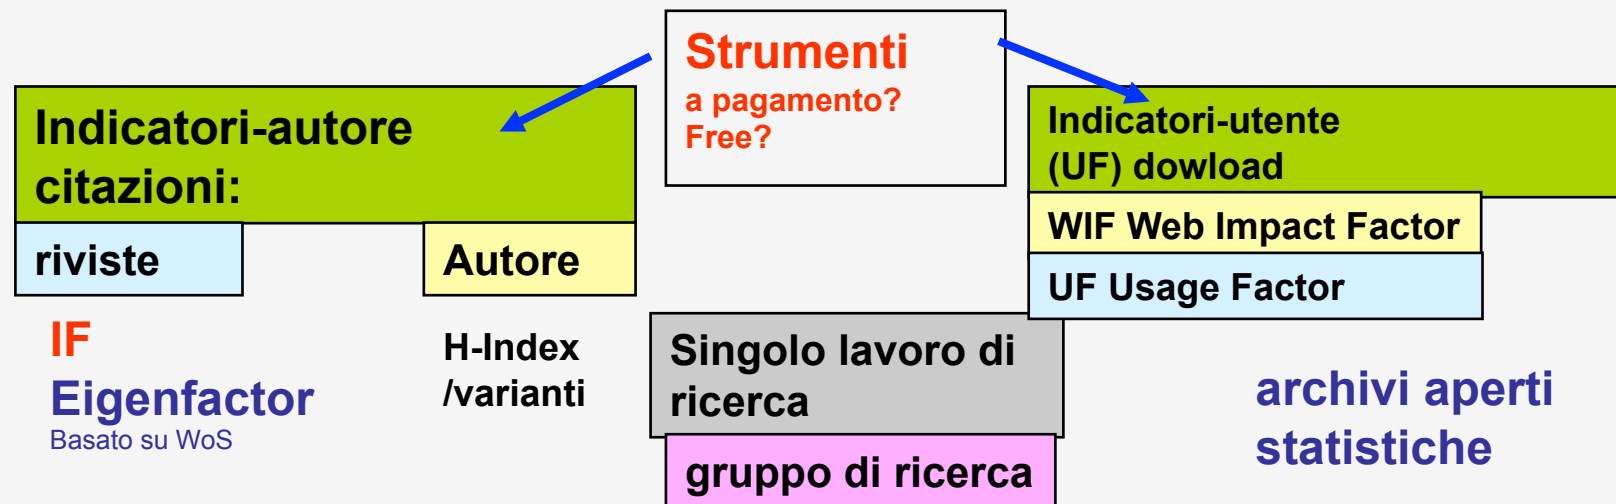 Strumenti
a pagamento?
Free?
Indicatori-autore
citazioni:
riviste
Autore
IF
Eigenfactor
Basato su WoS
H-Index
/varianti
Singolo lavoro di
ricerca
gruppo di ricerca
Indicatori-utente
(UF) dowload
WIF Web Impact Factor
UF Usage Factor
archivi aperti
statistiche